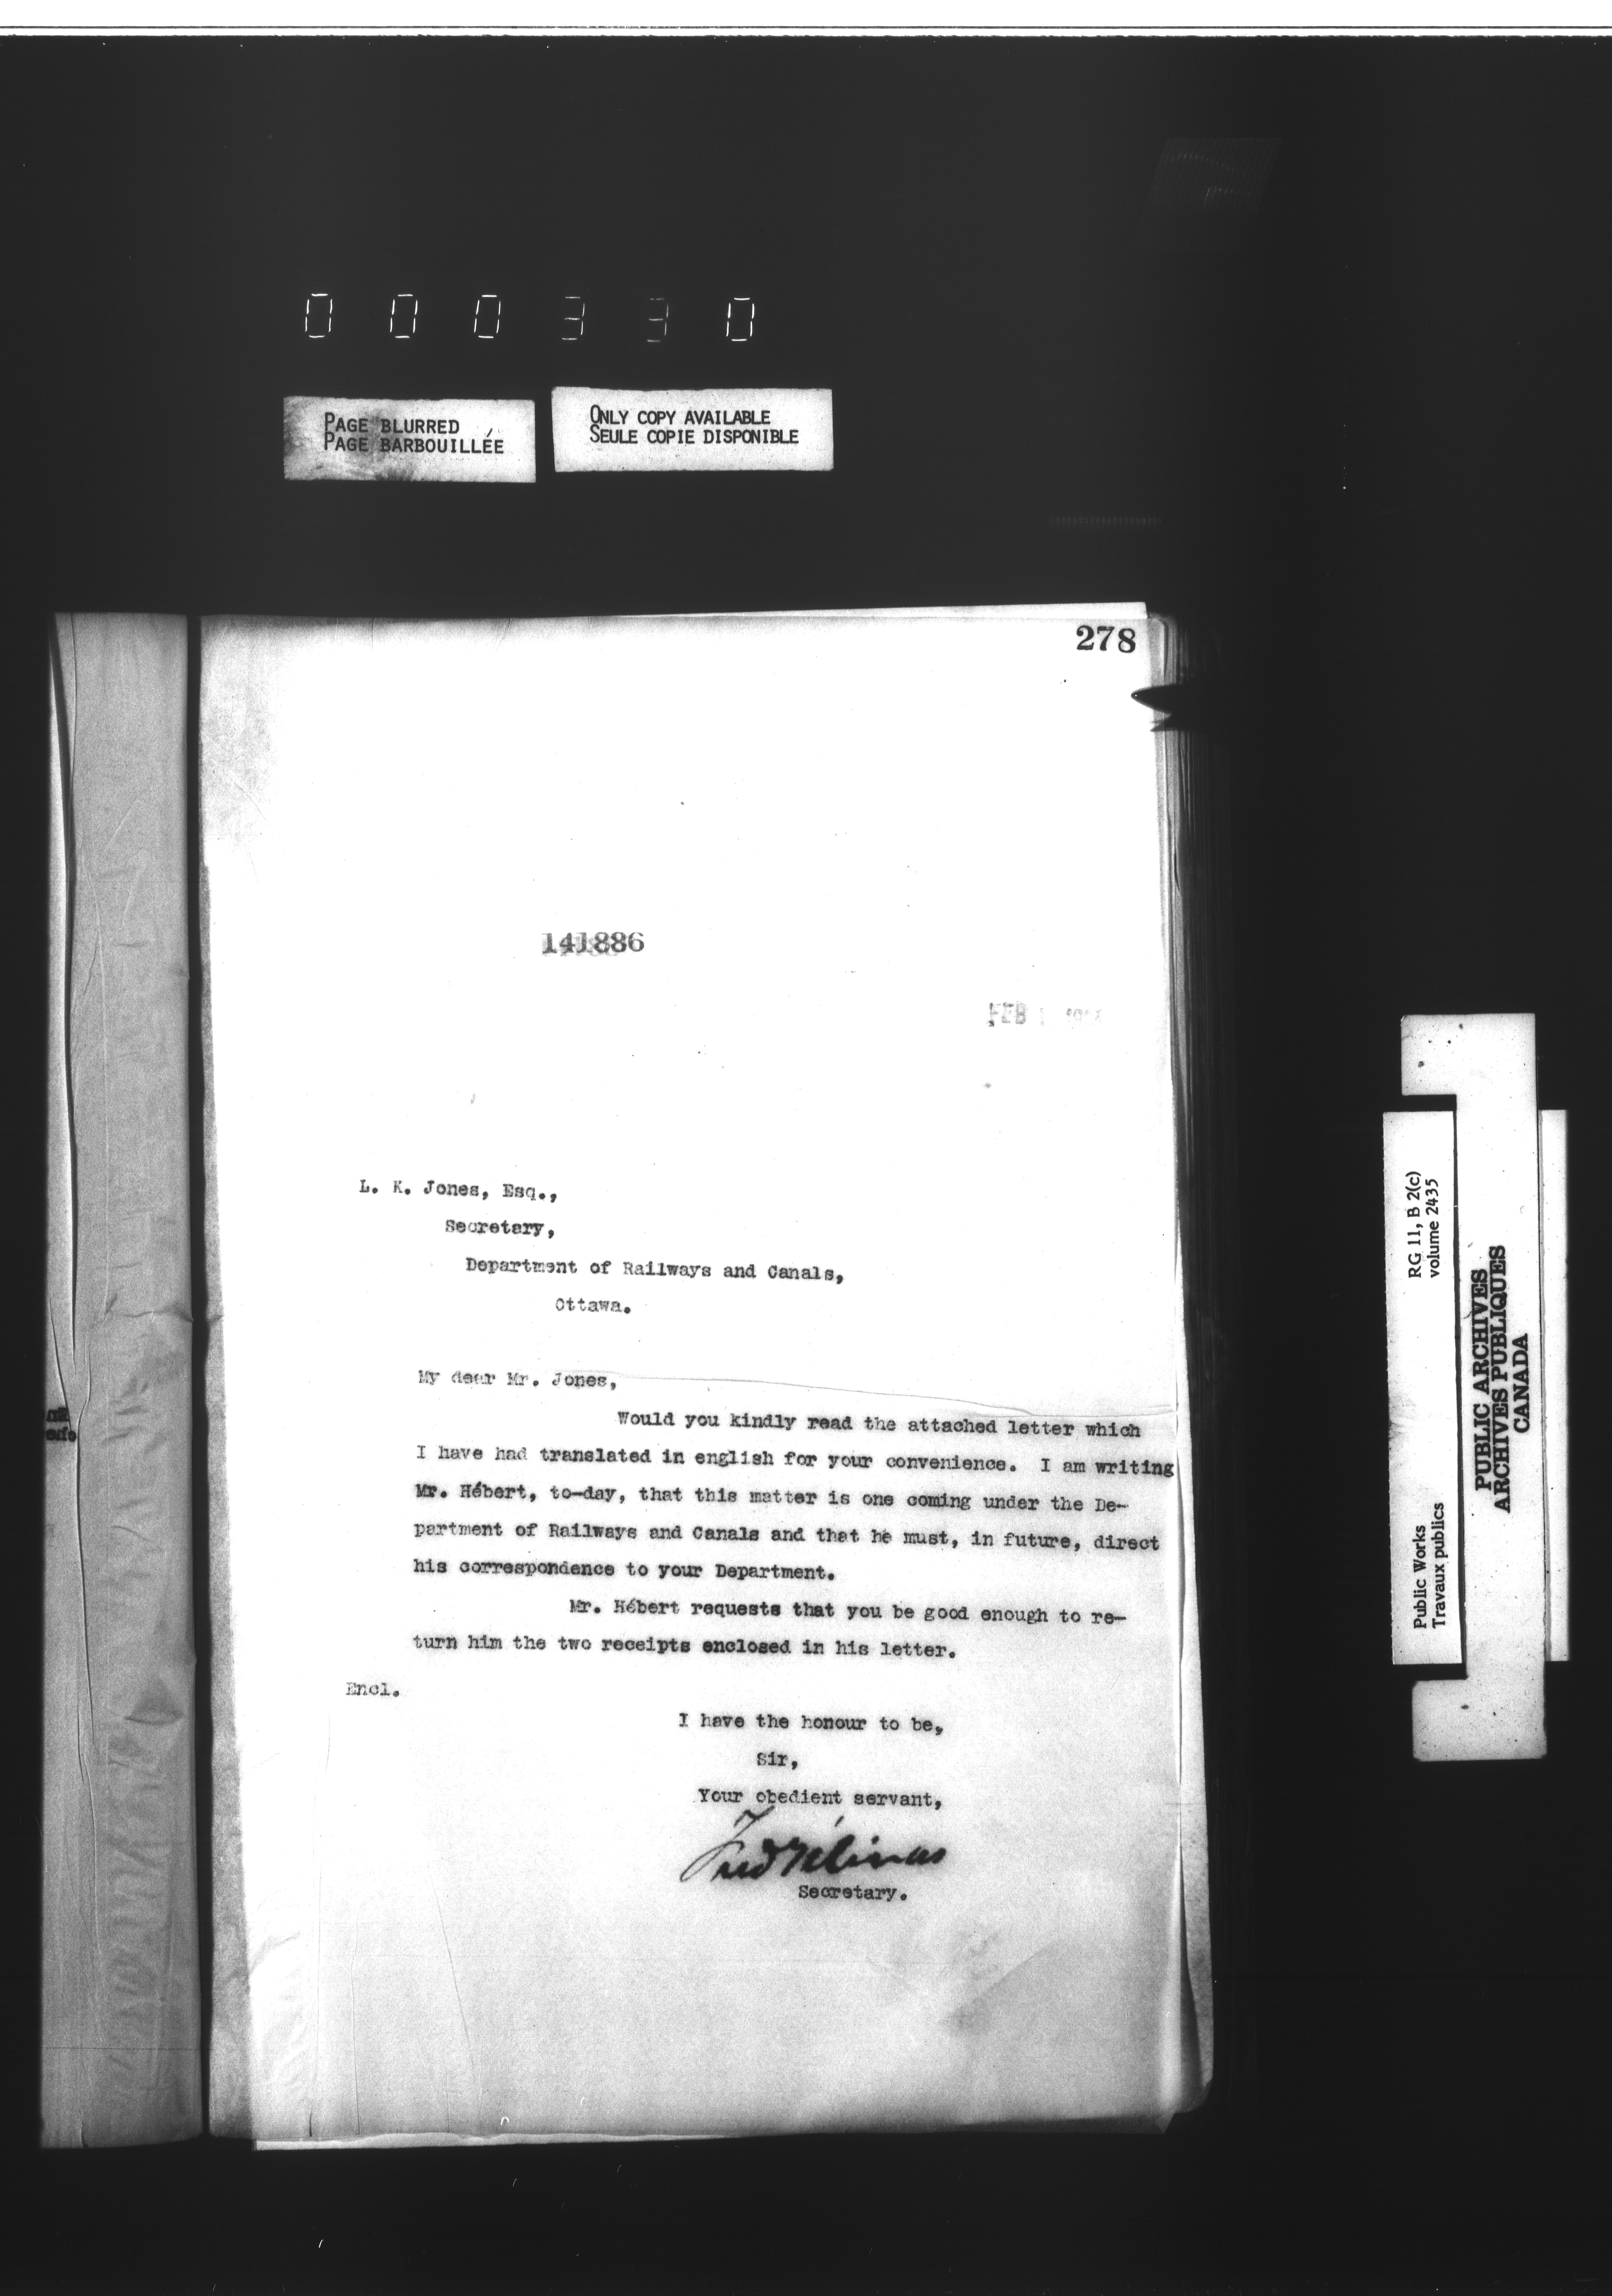 000330
PAGE BLURRED
PAGE BARBOUILLÉE
ONLY COPY AVAILABLE
SEULE COPIE DISPONIBLE
278
141886
FEB
L. K. Jones, Esq.,
Secretary,
Department of Railways and Canals,
Ottawa.
My dear Mr. Jones,
Would you kindly read the attached letter which
I have had translated in english for your convenience. I am writing
Mr. Hébert, to-day, that this matter is one coming under the De-
partment of Railways and Canals and that he must, in future, direct
his correspondence to your Department.
Mr. Hébert requests that you be good enough to re-
turn him the two receipts enclosed in his letter.
Encl.
I have the honour to be,
Sir,
Your obedient servant,
Fred Gélinas
Secretary.
RG 11, B 2(c)
volume 2435
Public Works
Travaux publics
PUBLIC ARCHIVES
ARCHIVES PUBLIQUES
CANADA